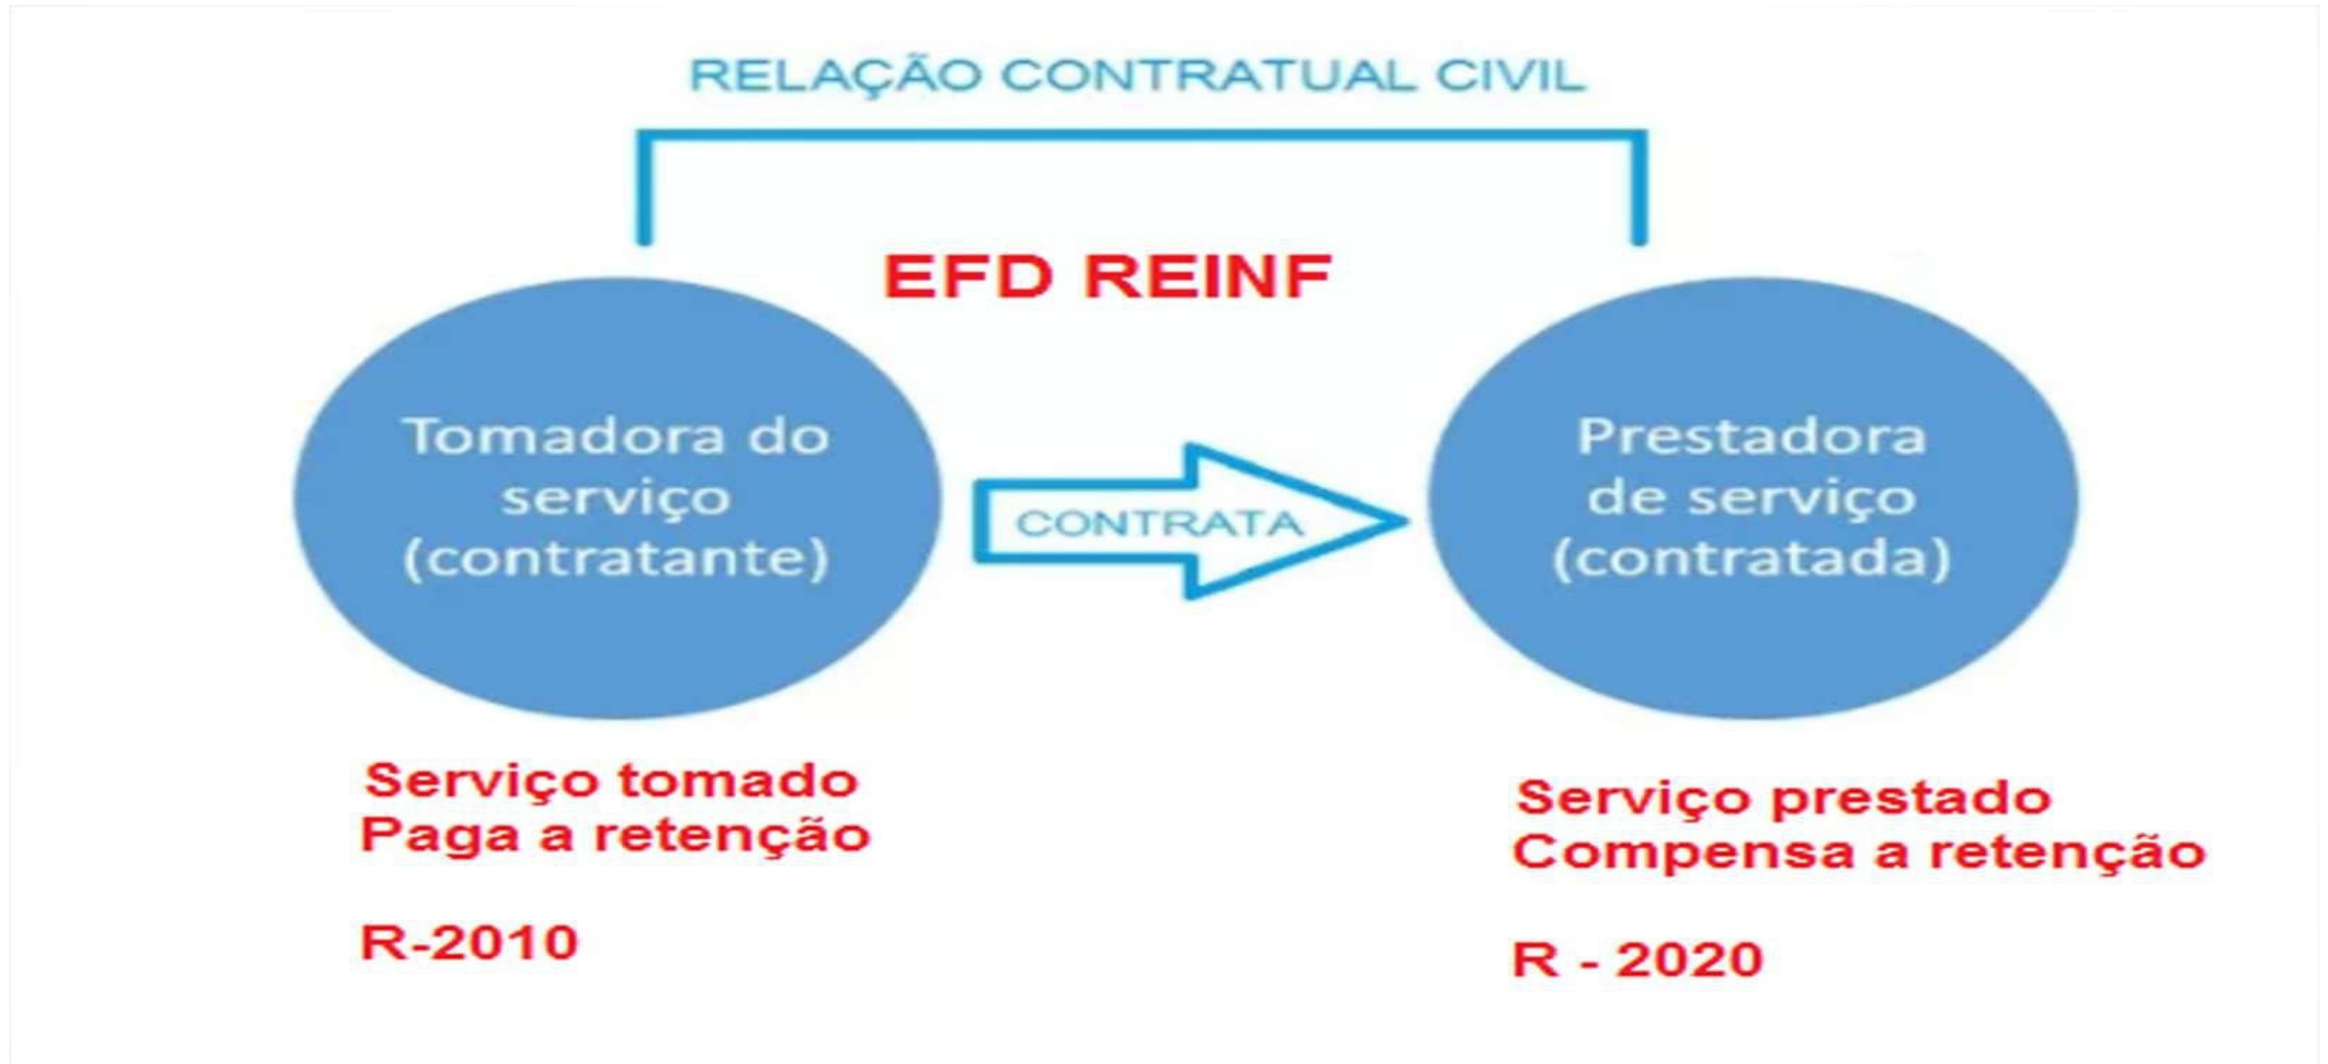 RELAÇÃO CONTRATUAL CIVIL
EFD REINF
Tomadora do
serviço
(contratante)
CONTRATA
Prestadora
de serviço
(contratada)
Serviço tomado
Paga a retenção
R-2010
Serviço prestado
Compensa a retenção
R - 2020